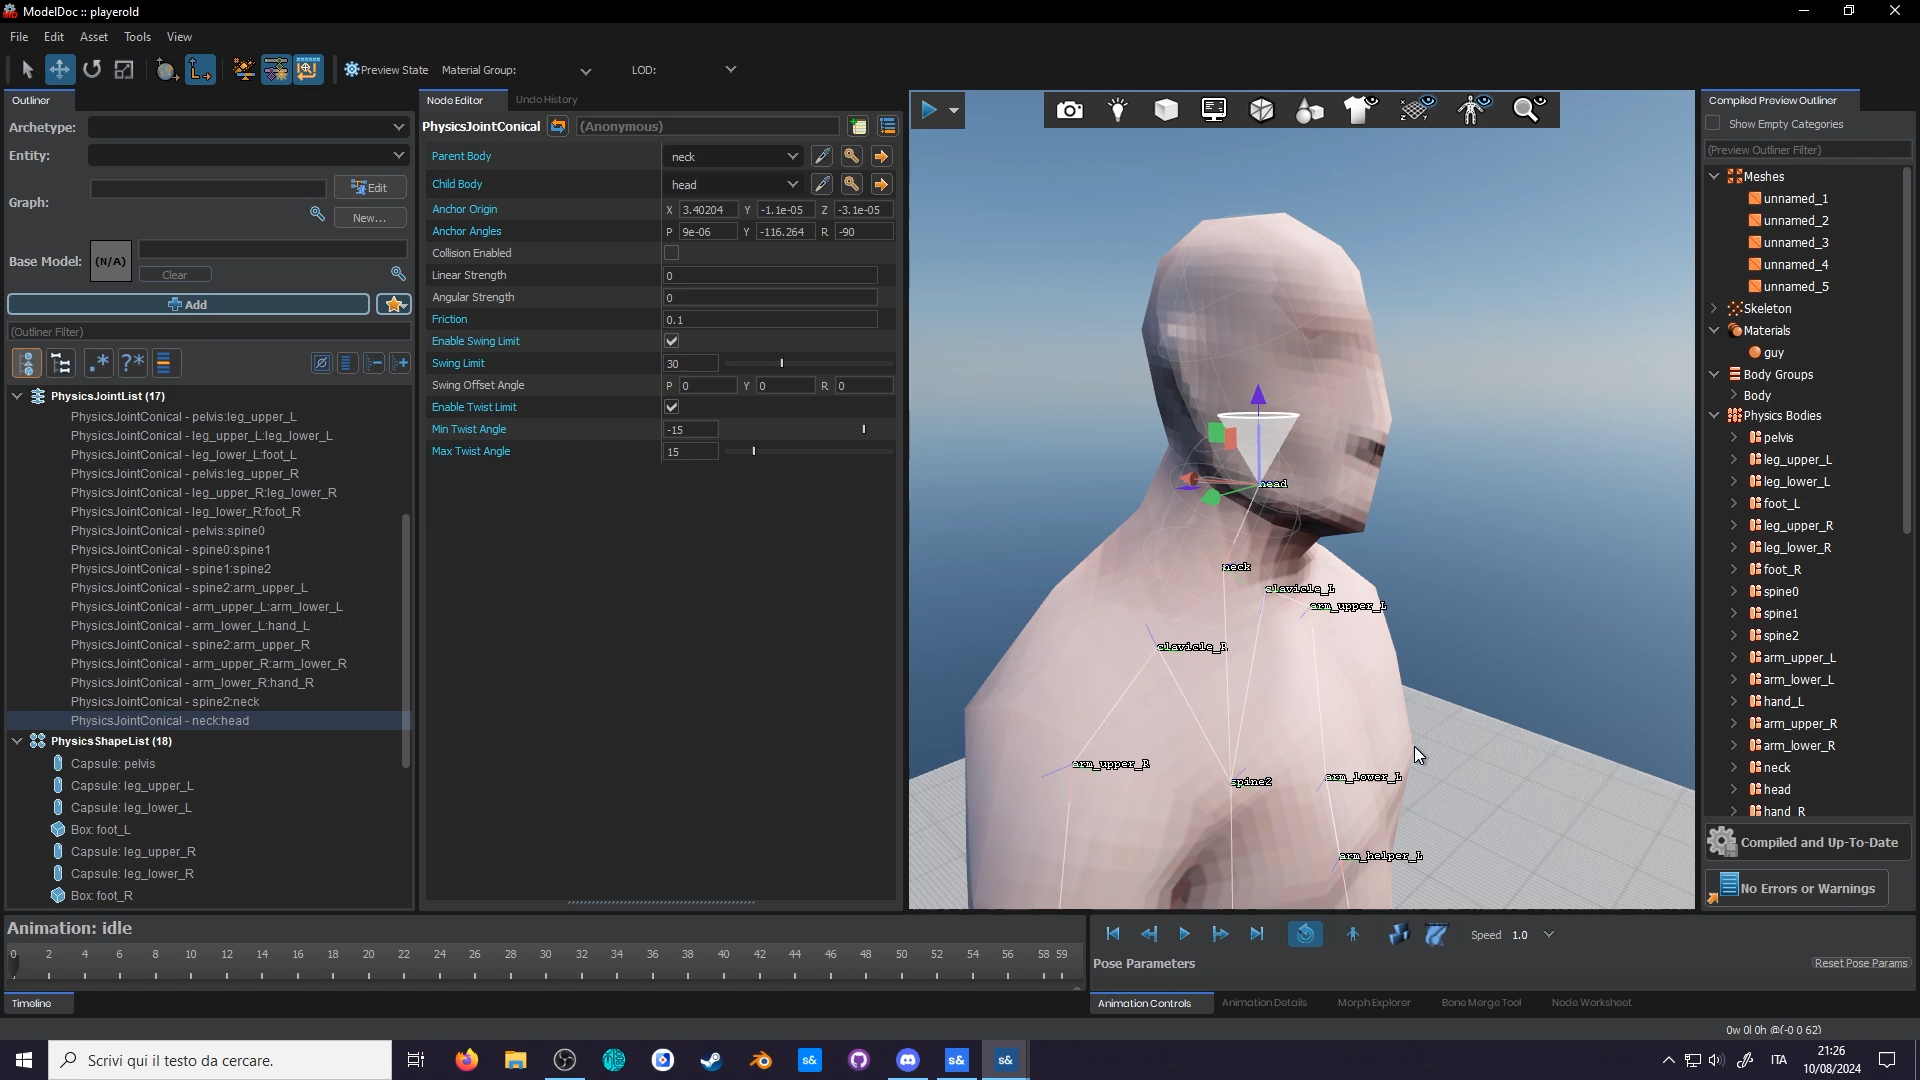 ModelDoc :: playerold
File Edit Asset Tools View
Preview State Material Group: LOD:
Outliner
Archetype:
Entity:
Graph:
Edit
New...
Base Model: (N/A)
Clear
Add
(Outliner Filter)
PhysicsJointList (17)
PhysicsJointConical - pelvis:leg_upper_L
PhysicsJointConical - leg_upper_L:leg_lower_L
PhysicsJointConical - leg_lower_L:foot_L
PhysicsJointConical - pelvis:leg_upper_R
PhysicsJointConical - leg_upper_R:leg_lower_R
PhysicsJointConical - leg_lower_R:foot_R
PhysicsJointConical - pelvis:spine0
PhysicsJointConical - spine0:spine1
PhysicsJointConical - spine1:spine2
PhysicsJointConical - spine2:arm_upper_L
PhysicsJointConical - arm_upper_L:arm_lower_L
PhysicsJointConical - arm_lower_L:hand_L
PhysicsJointConical - spine2:arm_upper_R
PhysicsJointConical - arm_upper_R:arm_lower_R
PhysicsJointConical - arm_lower_R:hand_R
PhysicsJointConical - spine2:neck
PhysicsJointConical - neck:head
PhysicsShapeList (18)
Capsule: pelvis
Capsule: leg_upper_L
Capsule: leg_lower_L
Box: foot_L
Capsule: leg_upper_R
Capsule: leg_lower_R
Box: foot_R
Node Editor Undo History
PhysicsJointConical (Anonymous)
Parent Body neck
Child Body head
Anchor Origin X 3.40204 Y -1.1e-05 Z -3.1e-05
Anchor Angles P 9e-06 Y -116.264 R -90
Collision Enabled
Linear Strength 0
Angular Strength 0
Friction 0.1
Enable Swing Limit
Swing Limit 30
Swing Offset Angle P 0 Y 0 R 0
Enable Twist Limit
Min Twist Angle -15
Max Twist Angle 15
head
neck
clavicle_L
arm_upper_L
clavicle_R
arm_upper_R
spine2
arm_lower_L
arm_helper_L
Compiled Preview Outliner
Show Empty Categories
(Preview Outliner Filter)
Meshes
unnamed_1
unnamed_2
unnamed_3
unnamed_4
unnamed_5
Skeleton
Materials
guy
Body Groups
Body
Physics Bodies
pelvis
leg_upper_L
leg_lower_L
foot_L
leg_upper_R
leg_lower_R
foot_R
spine0
spine1
spine2
arm_upper_L
arm_lower_L
hand_L
arm_upper_R
arm_lower_R
neck
head
hand_R
Compiled and Up-To-Date
No Errors or Warnings
Animation: idle
0 2 4 6 8 10 12 14 16 18 20 22 24 26 28 30 32 34 36 38 40 42 44 46 48 50 52 54 56 58 59
Timeline
Speed 1.0
Pose Parameters
Reset Pose Params
Animation Controls Animation Details Morph Explorer Bone Merge Tool Node Worksheet
0w 0l 0h @(-0 0 62)
Scrivi qui il testo da cercare.
s& s& s&
ITA
21:26
10/08/2024